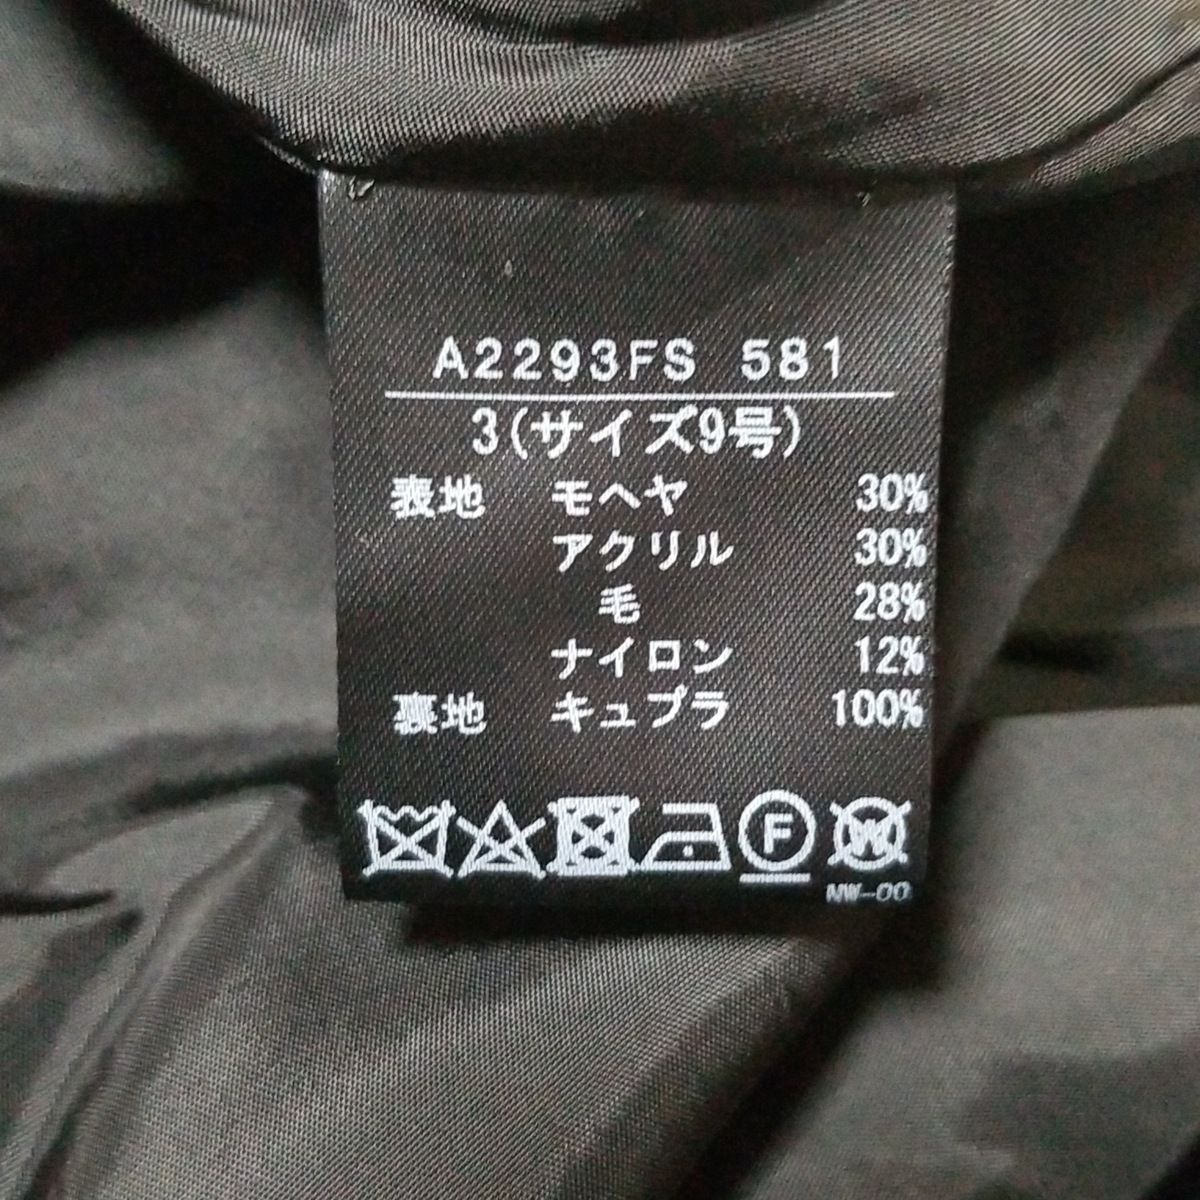 A2293FS 581
3(サイズ9号)
表地 モヘヤ 30%
アクリル 30%
毛 28%
ナイロン 12%
裏地 キュプラ 100%
F W
NW-00